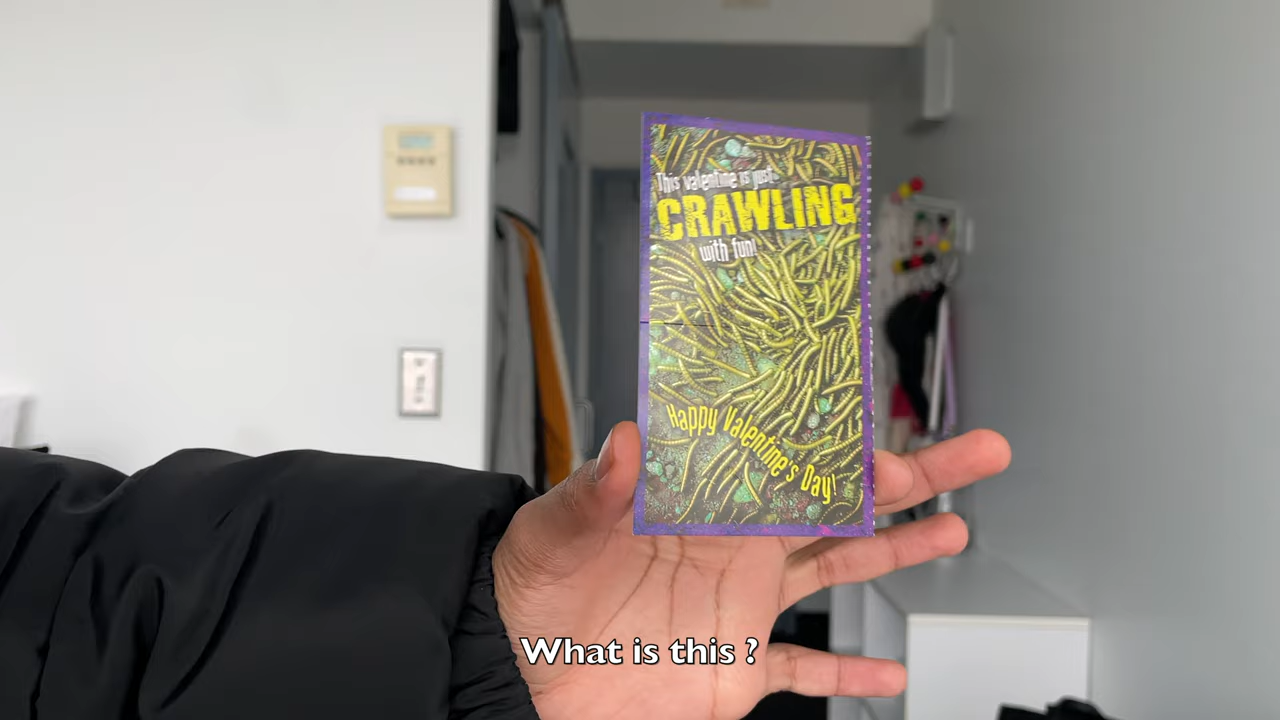 This valentine is just
CRAWLING
with fun!
Happy Valentine's Day!
What is this ?